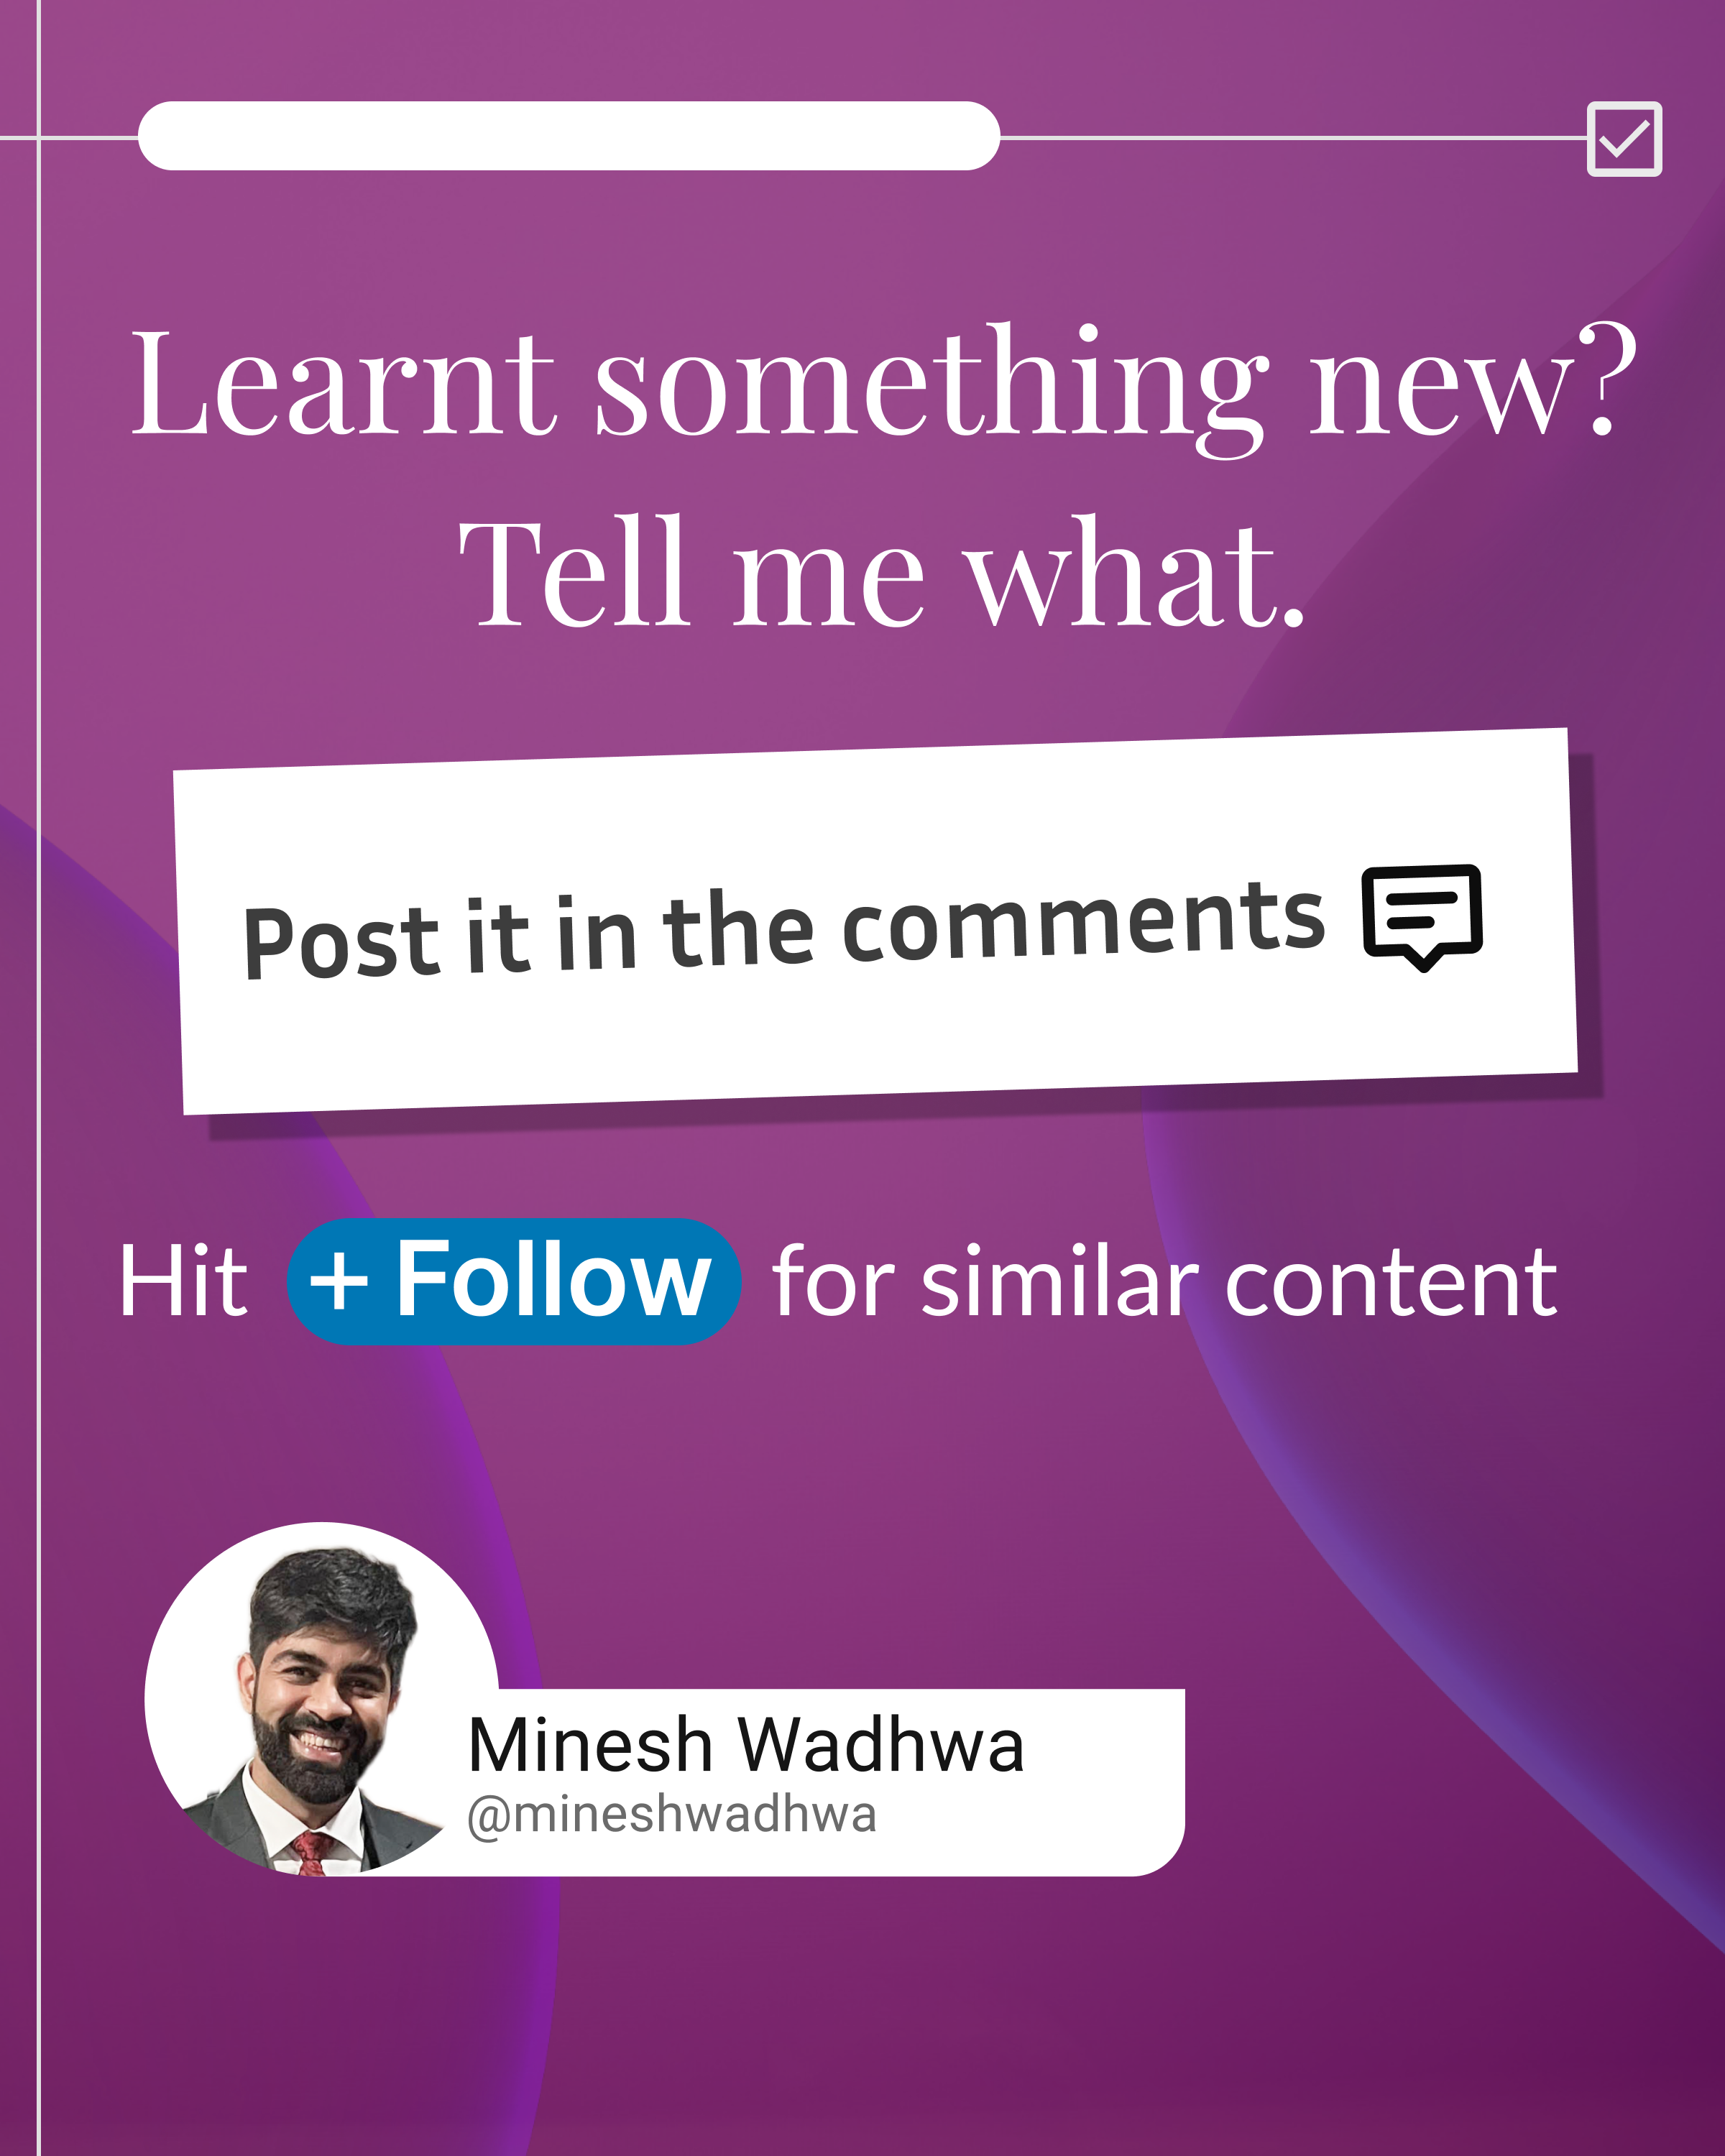 Learnt something new?
Tell me what.
Post it in the comments
Hit + Follow for similar content
Minesh Wadhwa
@mineshwadhwa